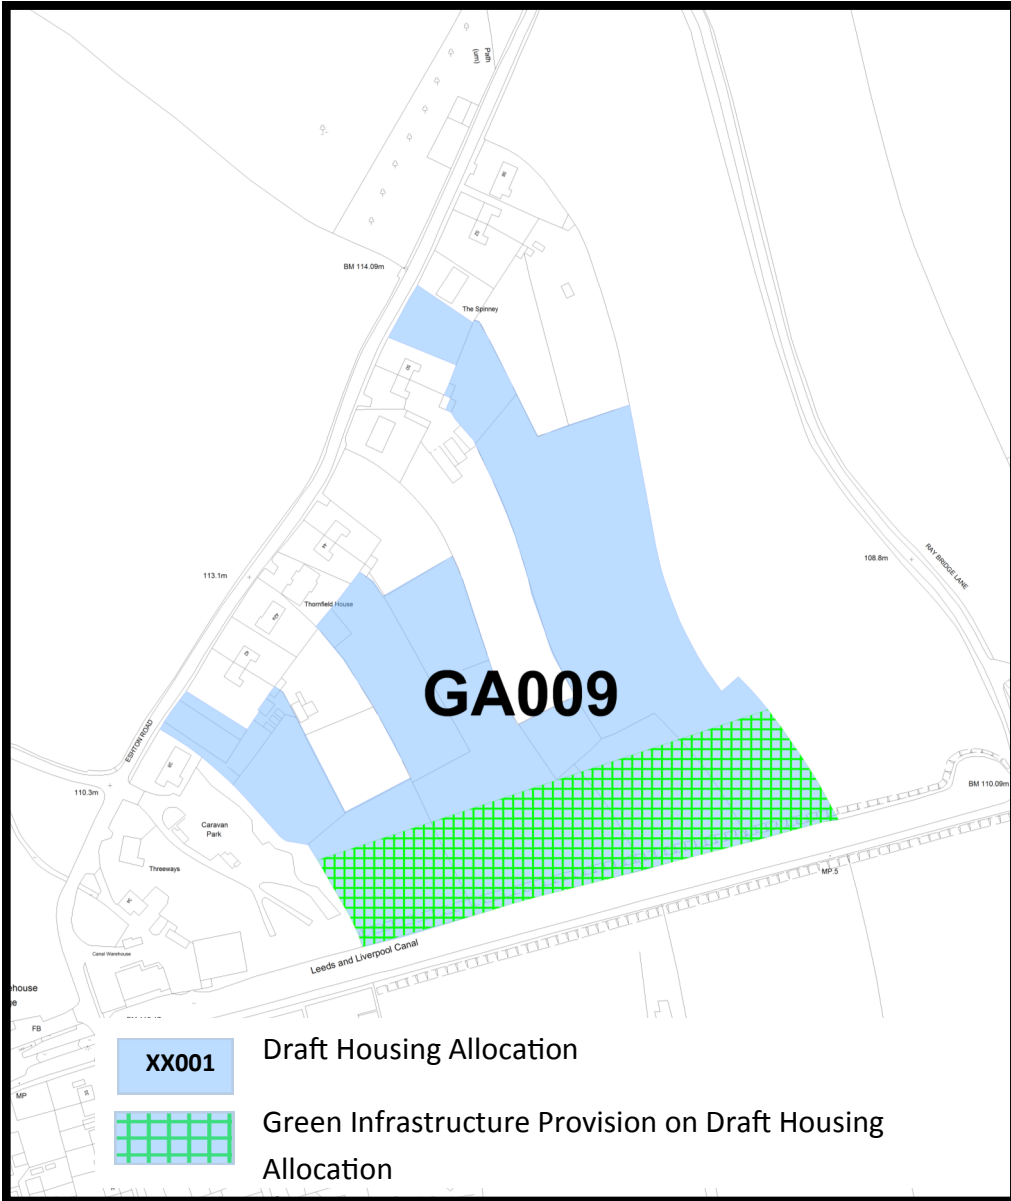 Path
(um)
BM 114.09m
The Spinney
113.1m
Thornfield House
108.8m
RAY BRIDGE LANE
GA009
ESHTON ROAD
110.3m
BM 110.09m
Caravan
Park
Threeways
MP.5
Canal Warehouse
Leeds and Liverpool Canal
FB
MP
XX001
Draft Housing Allocation
Green Infrastructure Provision on Draft Housing
Allocation